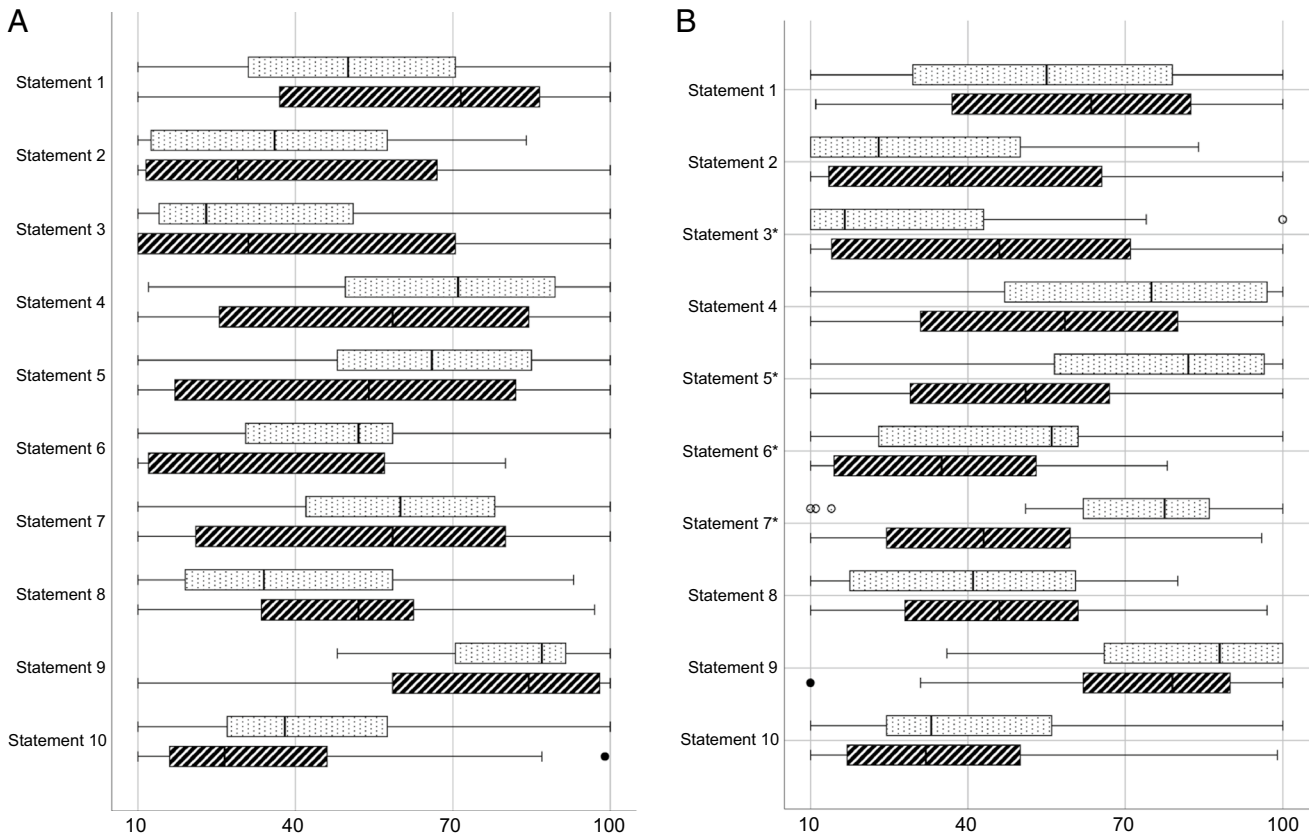 A
Statement 1
Statement 2
Statement 3
Statement 4
Statement 5
Statement 6
Statement 7
Statement 8
Statement 9
Statement 10
10 40 70 100
B
Statement 1
Statement 2
Statement 3*
Statement 4
Statement 5*
Statement 6*
Statement 7*
Statement 8
Statement 9
Statement 10
10 40 70 100